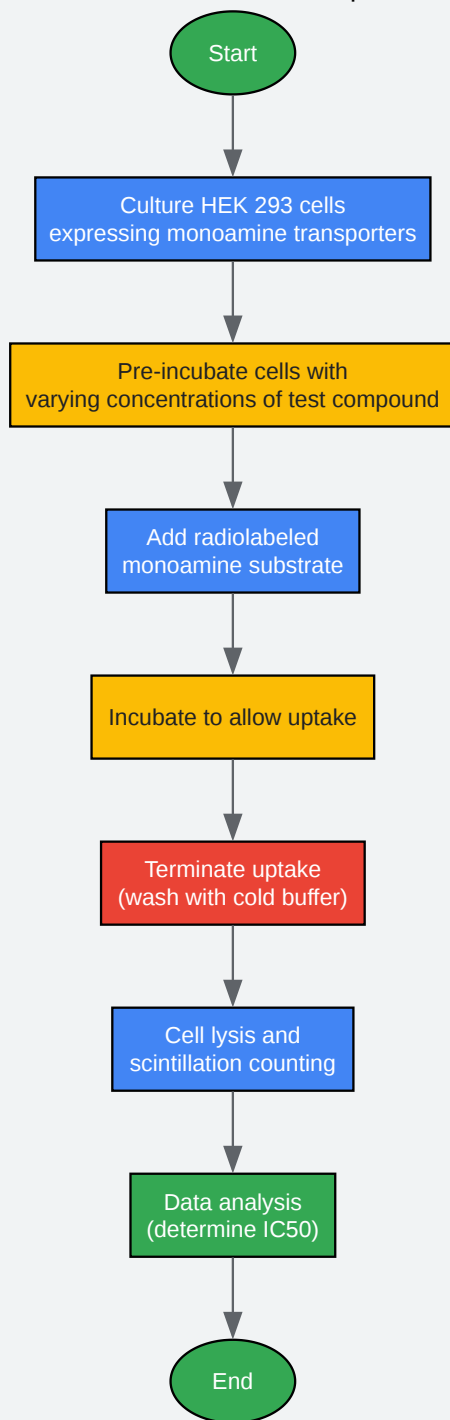 Start
Culture HEK 293 cells
expressing monoamine transporters
Pre-incubate cells with
varying concentrations of test compound
Add radiolabeled
monoamine substrate
Incubate to allow uptake
Terminate uptake
(wash with cold buffer)
Cell lysis and
scintillation counting
Data analysis
(determine IC50)
End